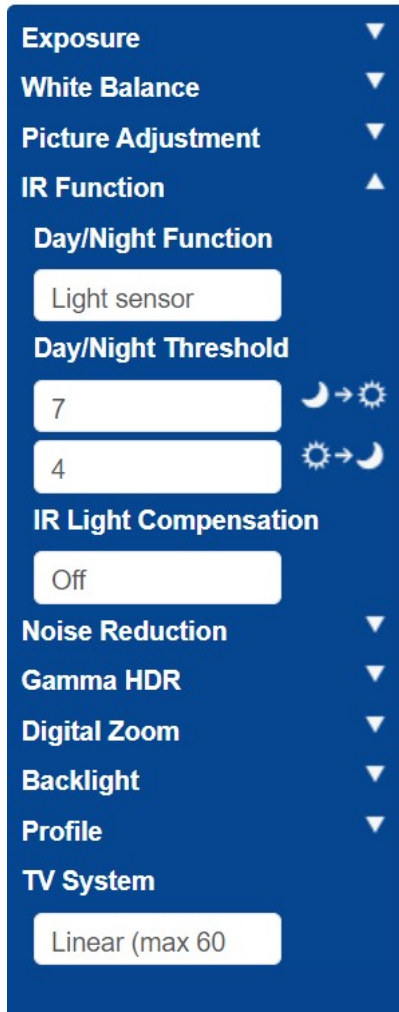 Exposure
White Balance
Picture Adjustment
IR Function
Day/Night Function
Light sensor
Day/Night Threshold
7
4
IR Light Compensation
Off
Noise Reduction
Gamma HDR
Digital Zoom
Backlight
Profile
TV System
Linear (max 60